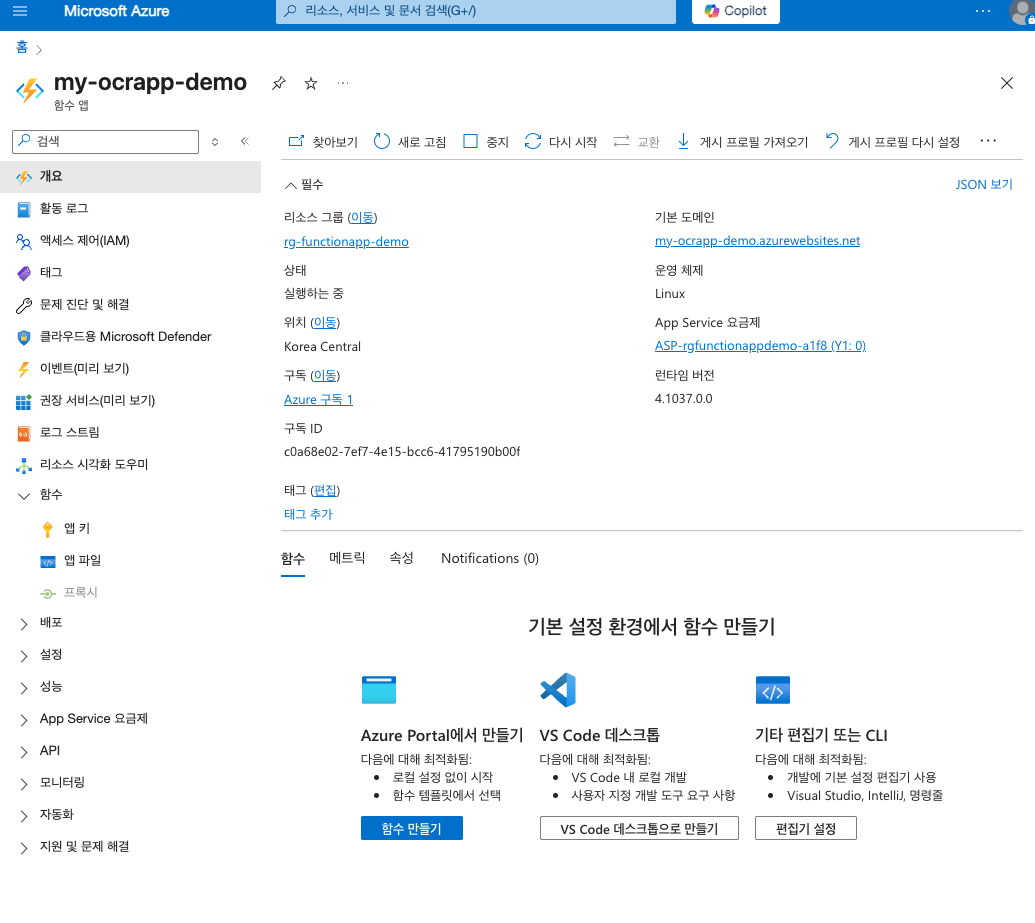 Microsoft Azure
리소스, 서비스 및 문서 검색(G+/)
Copilot
홈
my-ocrapp-demo
함수 앱
검색
찾아보기
새로 고침
중지
다시 시작
교환
게시 프로필 가져오기
게시 프로필 다시 설정
개요
활동 로그
액세스 제어(IAM)
태그
문제 진단 및 해결
클라우드용 Microsoft Defender
이벤트(미리 보기)
권장 서비스(미리 보기)
로그 스트림
리소스 시각화 도우미
함수
앱 키
앱 파일
프록시
배포
설정
성능
App Service 요금제
API
모니터링
자동화
지원 및 문제 해결
필수
JSON 보기
리소스 그룹 (이동)
rg-functionapp-demo
상태
실행하는 중
위치 (이동)
Korea Central
구독 (이동)
Azure 구독 1
구독 ID
c0a68e02-7ef7-4e15-bcc6-41795190b00f
태그 (편집)
태그 추가
기본 도메인
my-ocrapp-demo.azurewebsites.net
운영 체제
Linux
App Service 요금제
ASP-rgfunctionappdemo-a1f8 (Y1: 0)
런타임 버전
4.1037.0.0
함수
메트릭
속성
Notifications (0)
기본 설정 환경에서 함수 만들기
Azure Portal에서 만들기
다음에 대해 최적화됨:
• 로컬 설정 없이 시작
• 함수 템플릿에서 선택
함수 만들기
VS Code 데스크톱
다음에 대해 최적화됨:
• VS Code 내 로컬 개발
• 사용자 지정 개발 도구 요구 사항
VS Code 데스크톱으로 만들기
기타 편집기 또는 CLI
다음에 대해 최적화됨:
• 개발에 기본 설정 편집기 사용
• Visual Studio, IntelliJ, 명령줄
편집기 설정